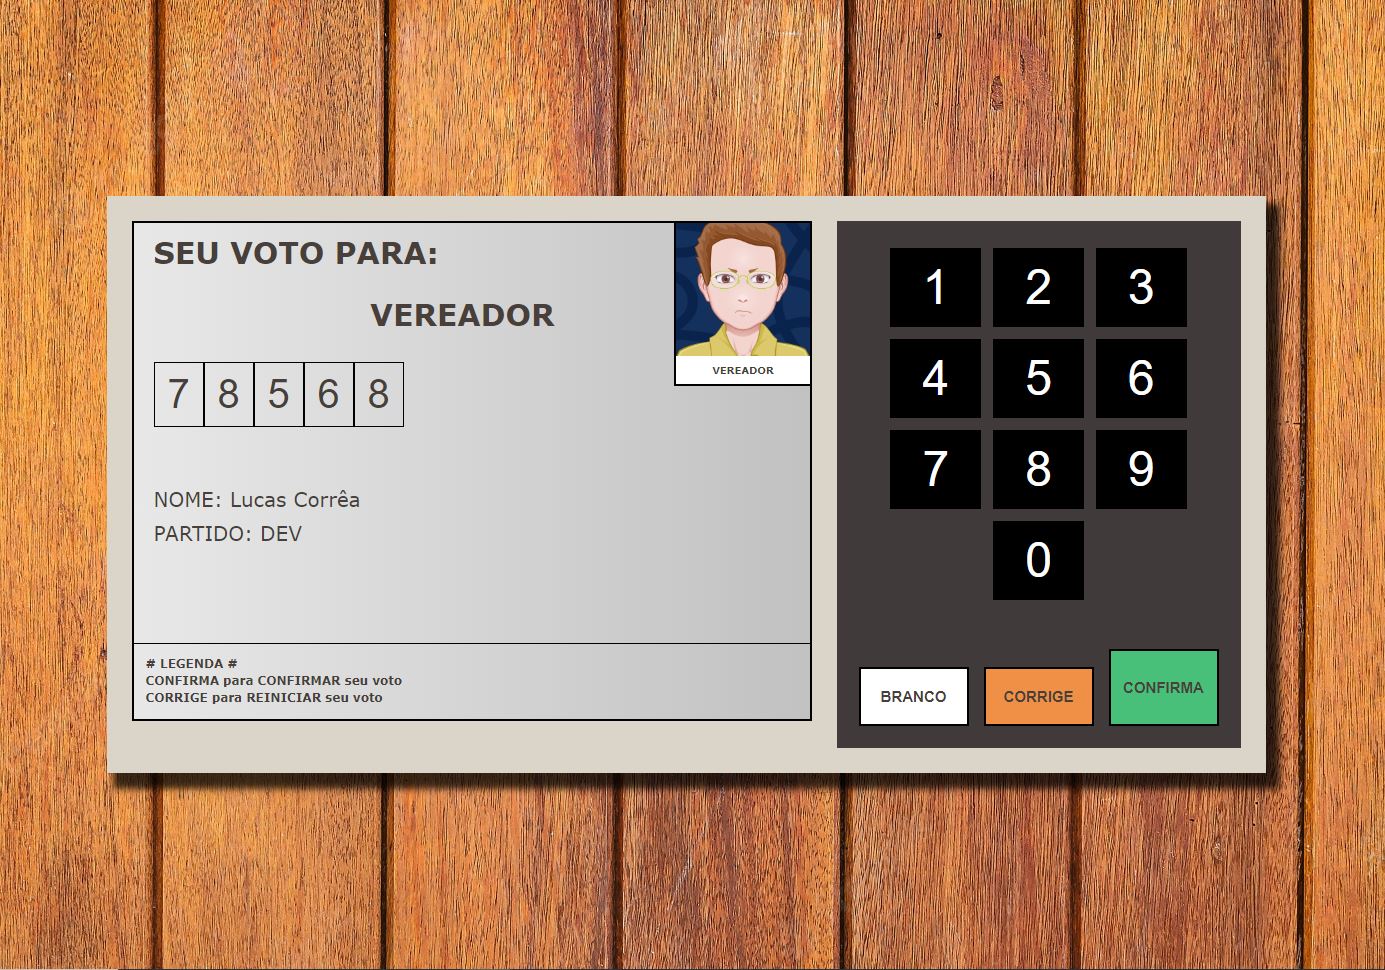 SEU VOTO PARA:
VEREADOR
VEREADOR
7 8 5 6 8
NOME: Lucas Corrêa
PARTIDO: DEV
# LEGENDA #
CONFIRMA para CONFIRMAR seu voto
CORRIGE para REINICIAR seu voto
1 2 3
4 5 6
7 8 9
0
BRANCO CORRIGE CONFIRMA